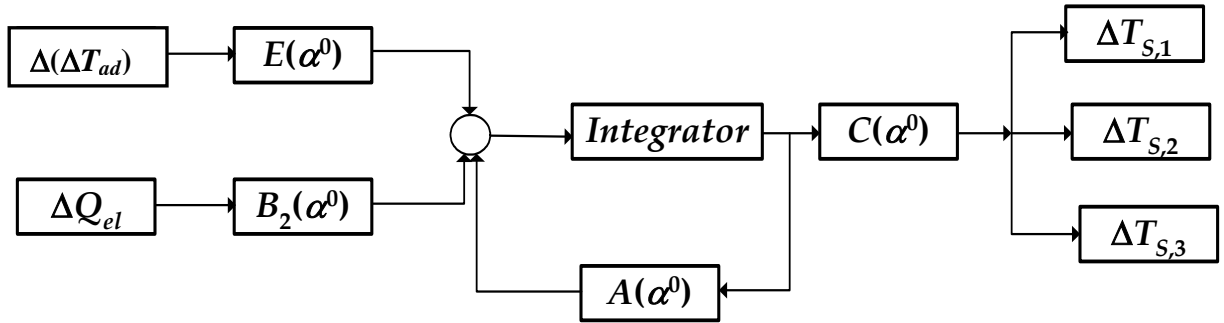 Δ(ΔT_ad)
E(α⁰)
ΔQ_el
B₂(α⁰)
Integrator
A(α⁰)
C(α⁰)
ΔT_S,1
ΔT_S,2
ΔT_S,3